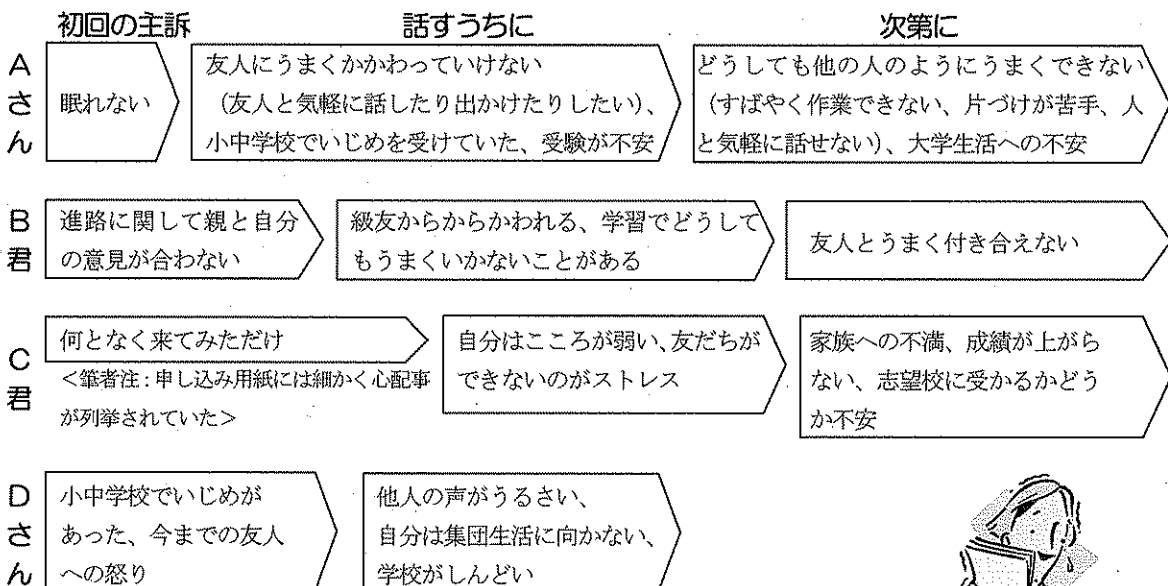 初回の主訴
話すうちに
次第に
Aさん
眠れない
友人にうまくかかわっていけない
(友人と気軽に話したり出かけたりしたい)、
小中学校でいじめを受けていた、受験が不安
どうしても他の人のようにうまくできない
(すばやく作業できない、片づけが苦手、人
と気軽に話せない)、大学生活への不安
B君
進路に関して親と自分
の意見が合わない
級友からからかわれる、学習でどうして
もうまくいかないことがある
友人とうまく付き合えない
C君
何となく来てみただけ
<筆者注:申し込み用紙には細かく心配事
が列挙されていた>
自分はこころが弱い、友だちが
できないのがストレス
家族への不満、成績が上がら
ない、志望校に受かるかどう
か不安
Dさん
小中学校でいじめが
あった、今までの友人
への怒り
他人の声がうるさい、
自分は集団生活に向かない、
学校がしんどい